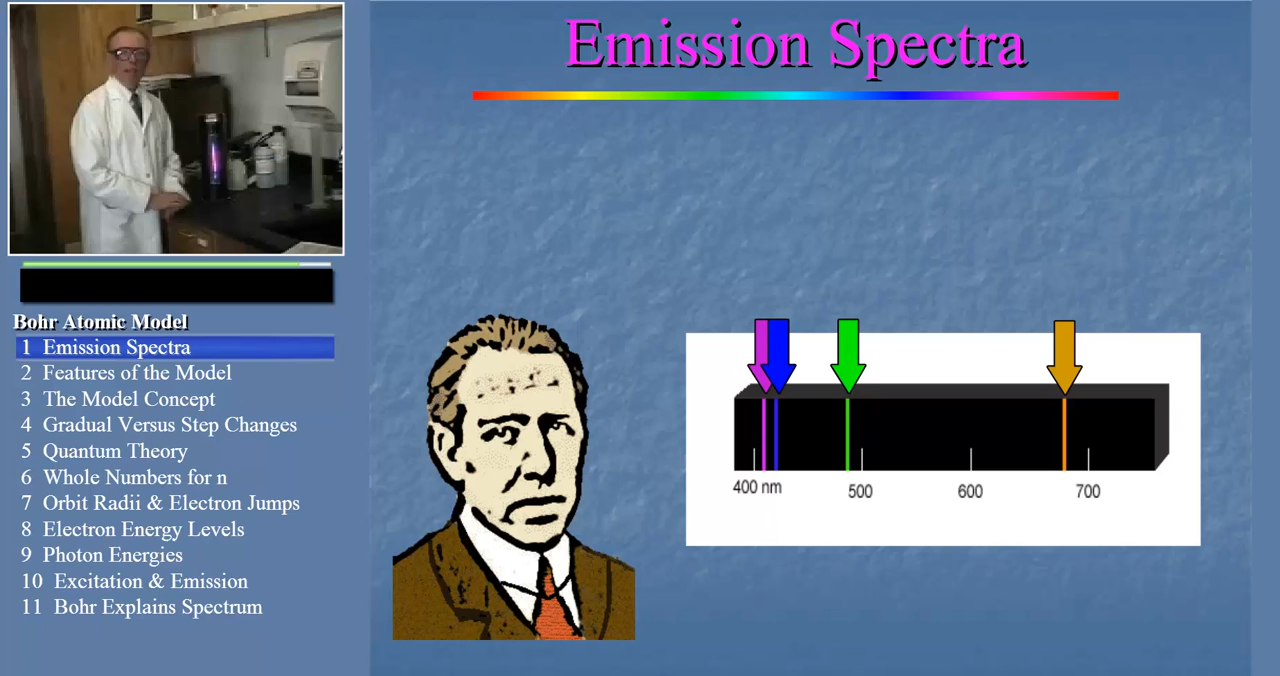 Emission Spectra
Bohr Atomic Model
1 Emission Spectra
2 Features of the Model
3 The Model Concept
4 Gradual Versus Step Changes
5 Quantum Theory
6 Whole Numbers for n
7 Orbit Radii & Electron Jumps
8 Electron Energy Levels
9 Photon Energies
10 Excitation & Emission
11 Bohr Explains Spectrum
400 nm 500 600 700